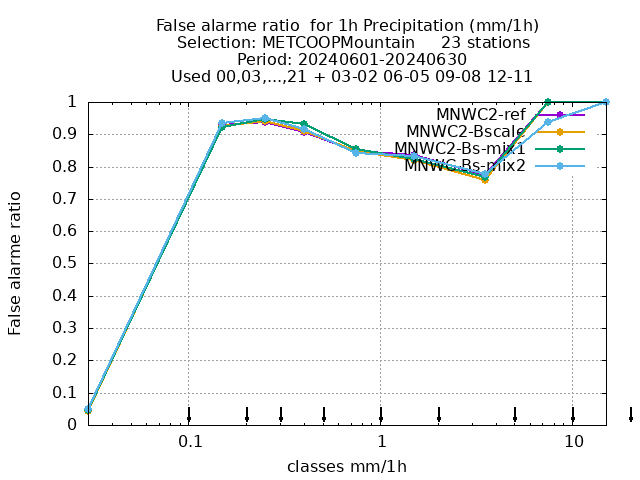 False alarme ratio  for 1h Precipitation (mm/1h)
Selection: METCOOPMountain     23 stations
Period: 20240601-20240630
Used 00,03,...,21 + 03-02 06-05 09-08 12-11
1
0.9
0.8
0.7
0.6
0.5
0.4
0.3
0.2
0.1
0
False alarme ratio
MNWC2-ref
MNWC2-Bscale
MNWC2-Bs-mix1
MNWC-Bs-mix2
0.1
1
10
classes mm/1h